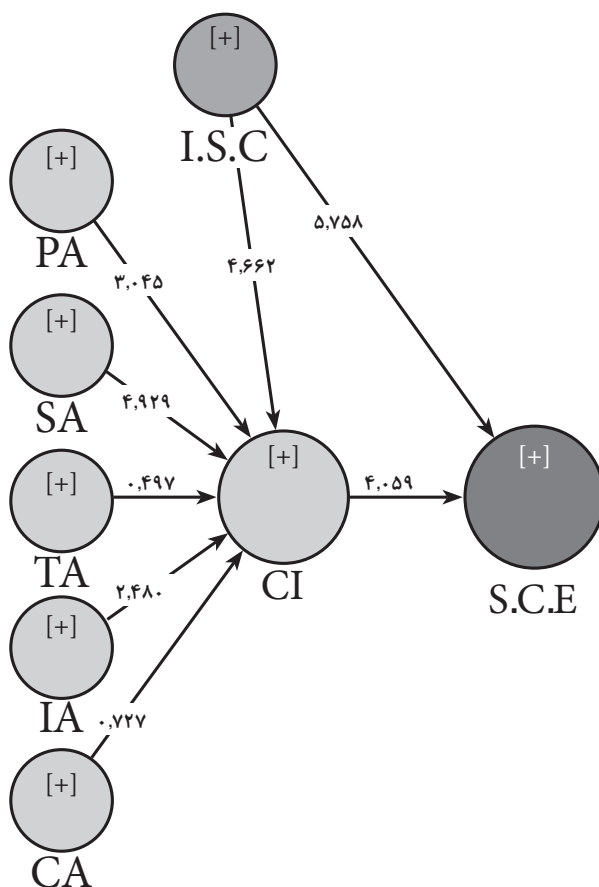 [+]
I.S.C
[+]
PA
۵,۷۵۸
۴,۶۶۲
۳,۰۴۵
[+]
SA
۴,۹۲۹
[+]
TA
۰,۴۹۷
[+]
CI
۴,۰۵۹
[+]
S.C.E
[+]
IA
۲,۴۸۰
۰,۷۲۷
[+]
CA